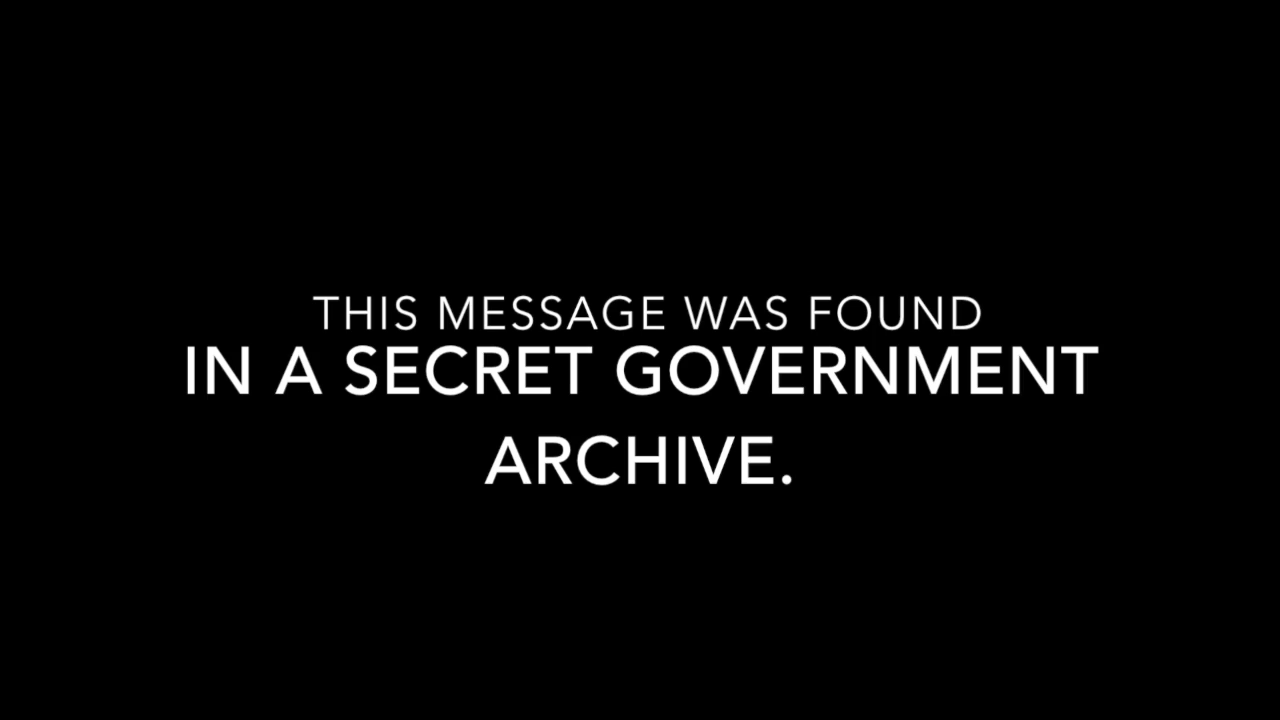 THIS MESSAGE WAS FOUND
IN A SECRET GOVERNMENT
ARCHIVE.